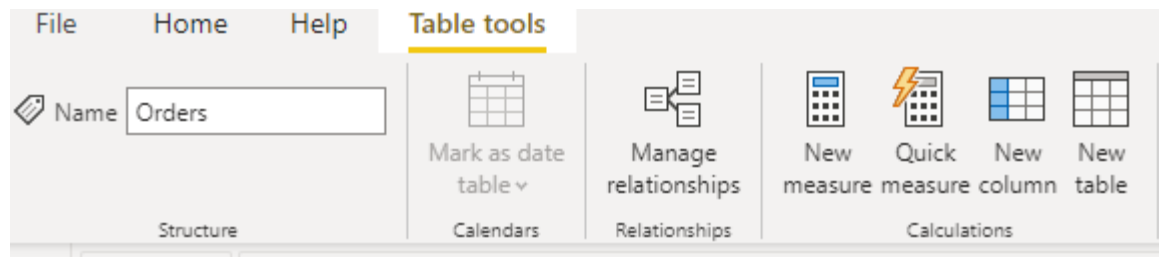 File Home Help Table tools
Name Orders
Mark as date
table
Manage
relationships
New
measure
Quick
measure
New
column
New
table
Structure Calendars Relationships Calculations